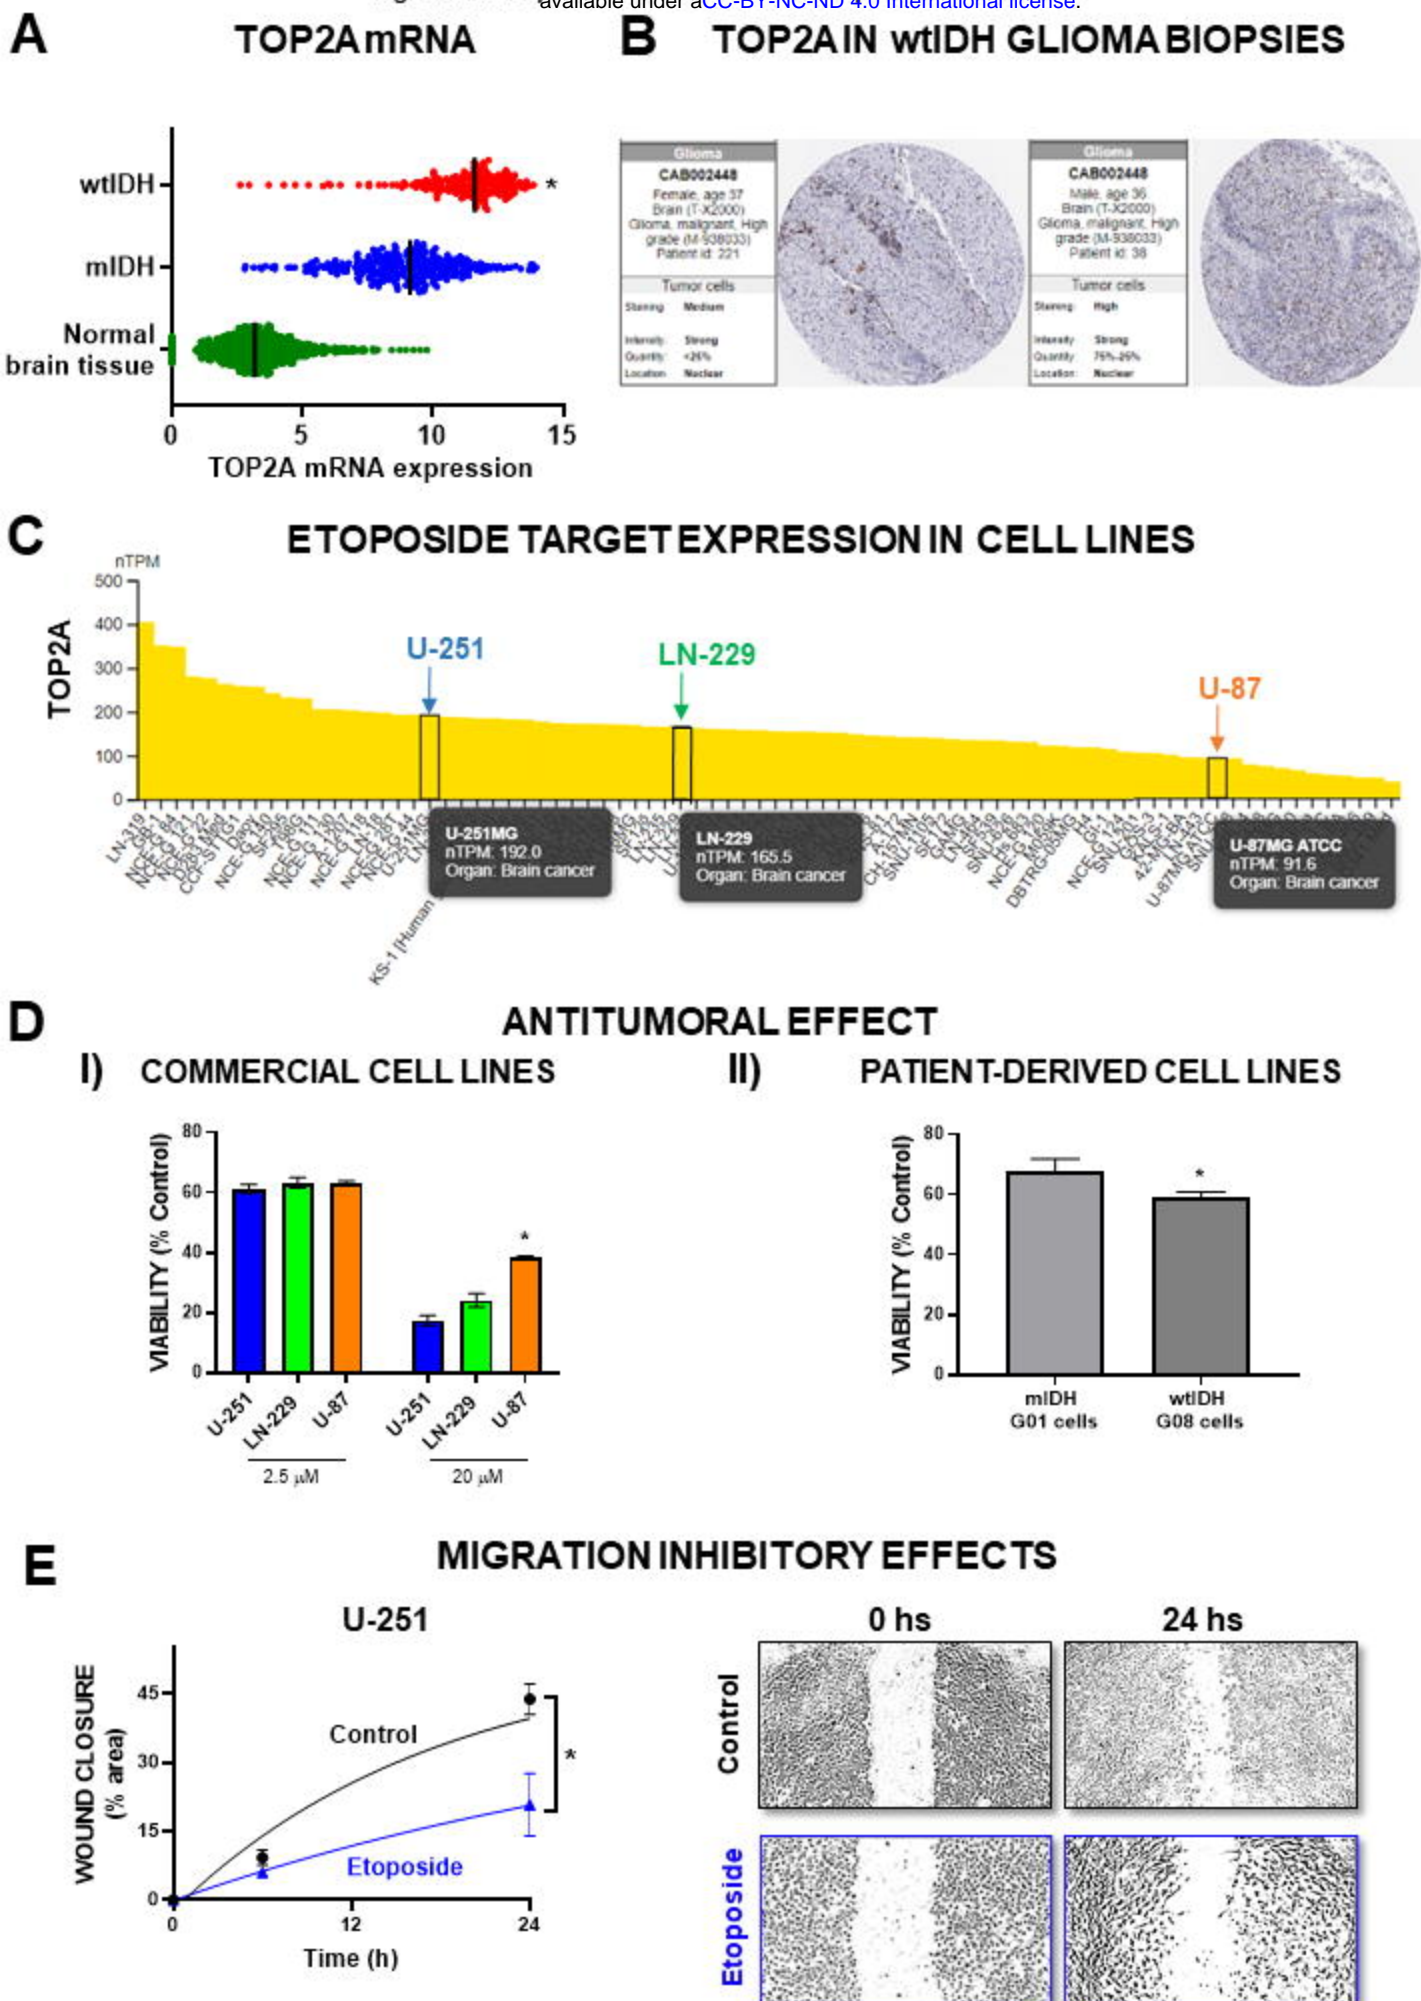 available under aCC-BY-NC-ND 4.0 International license.
A
TOP2A mRNA
wtIDH
*
mIDH
Normal
brain tissue
0 5 10 15
TOP2A mRNA expression
B
TOP2A IN wtIDH GLIOMA BIOPSIES
Glioma
CAB002448
Female, age 37
Brain (T-X2000)
Glioma, malignant, High
grade (M-938033)
Patient id: 221
Tumor cells
Staining: Medium
Intensity: Strong
Quantity: <25%
Location: Nuclear
Glioma
CAB002448
Male, age 36
Brain (T-X2000)
Glioma, malignant, High
grade (M-938033)
Patient id: 38
Tumor cells
Staining: High
Intensity: Strong
Quantity: 75%-25%
Location: Nuclear
C
ETOPOSIDE TARGET EXPRESSION IN CELL LINES
nTPM
TOP2A
500
400
300
200
100
0
U-251
LN-229
U-87
LN-319
KS-1 [Human
DBTRG-05MG
U-87MG ATCC
U-251MG
nTPM: 192.0
Organ: Brain cancer
LN-229
nTPM: 165.5
Organ: Brain cancer
U-87MG ATCC
nTPM: 91.6
Organ: Brain cancer
D
ANTITUMORAL EFFECT
I)
COMMERCIAL CELL LINES
VIABILITY (% Control)
80
60
40
20
0
*
U-251 LN-229 U-87 U-251 LN-229 U-87
2.5 µM 20 µM
II)
PATIENT-DERIVED CELL LINES
VIABILITY (% Control)
80
60
40
20
0
*
mIDH
G01 cells
wtIDH
G08 cells
E
MIGRATION INHIBITORY EFFECTS
U-251
WOUND CLOSURE
(% area)
45
30
15
0
Control
Etoposide
*
0 12 24
Time (h)
0 hs
24 hs
Control
Etoposide